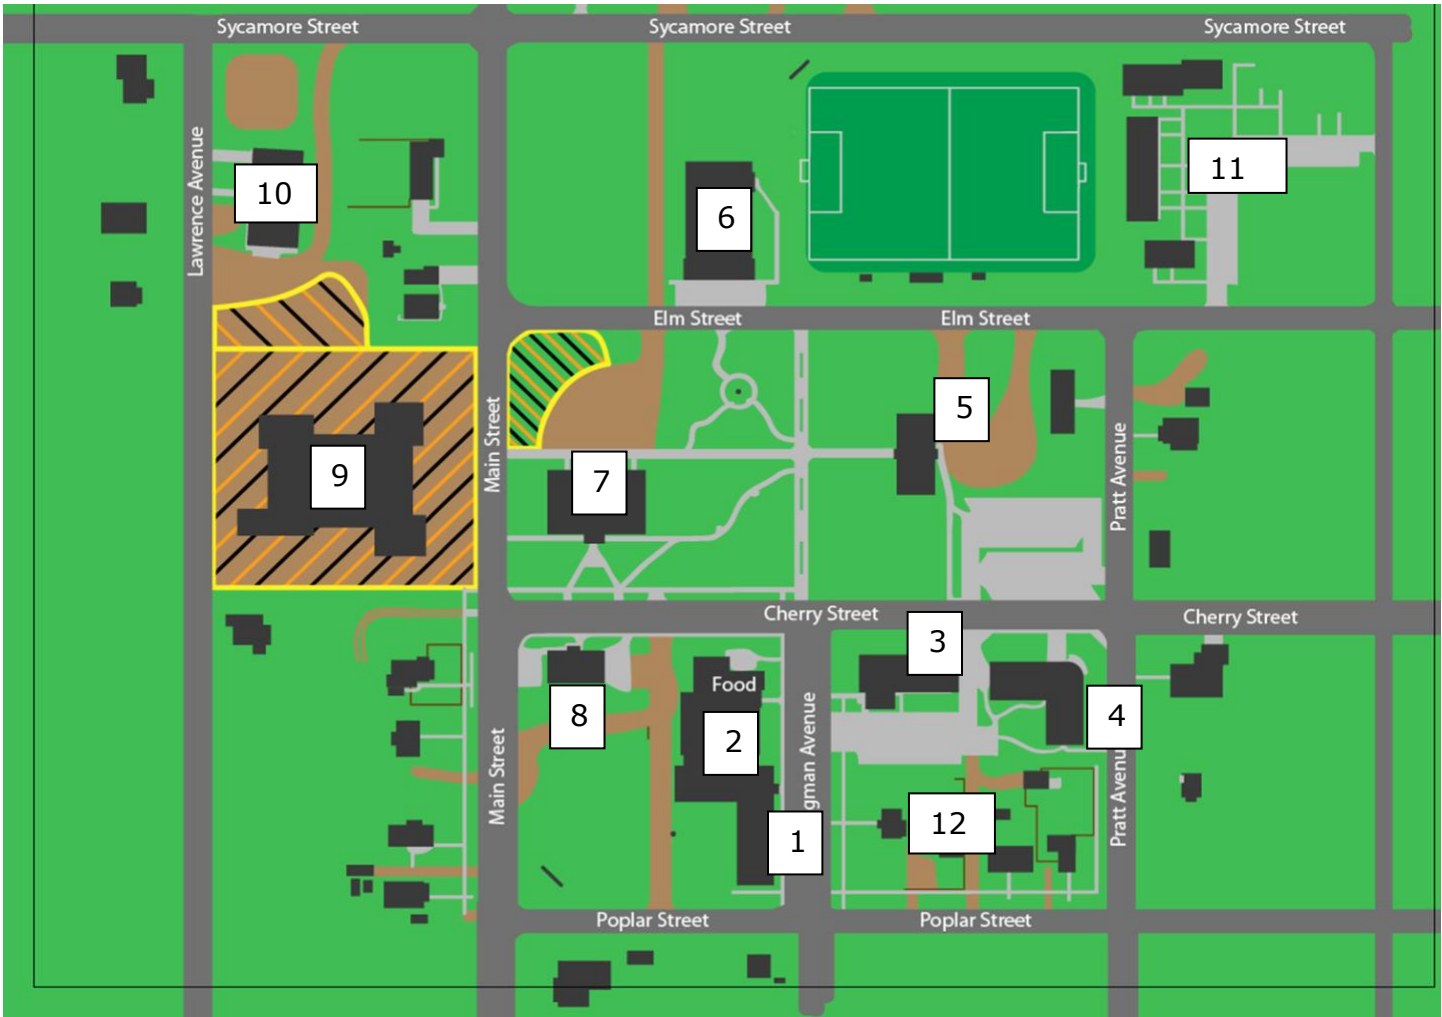 Sycamore Street
Sycamore Street
Sycamore Street
Lawrence Avenue
10
6
11
Elm Street
Elm Street
5
Main Street
9
7
Pratt Avenue
Cherry Street
Cherry Street
3
Food
8
2
4
Main Street
gman Avenue
Pratt Avenu
12
1
Poplar Street
Poplar Street